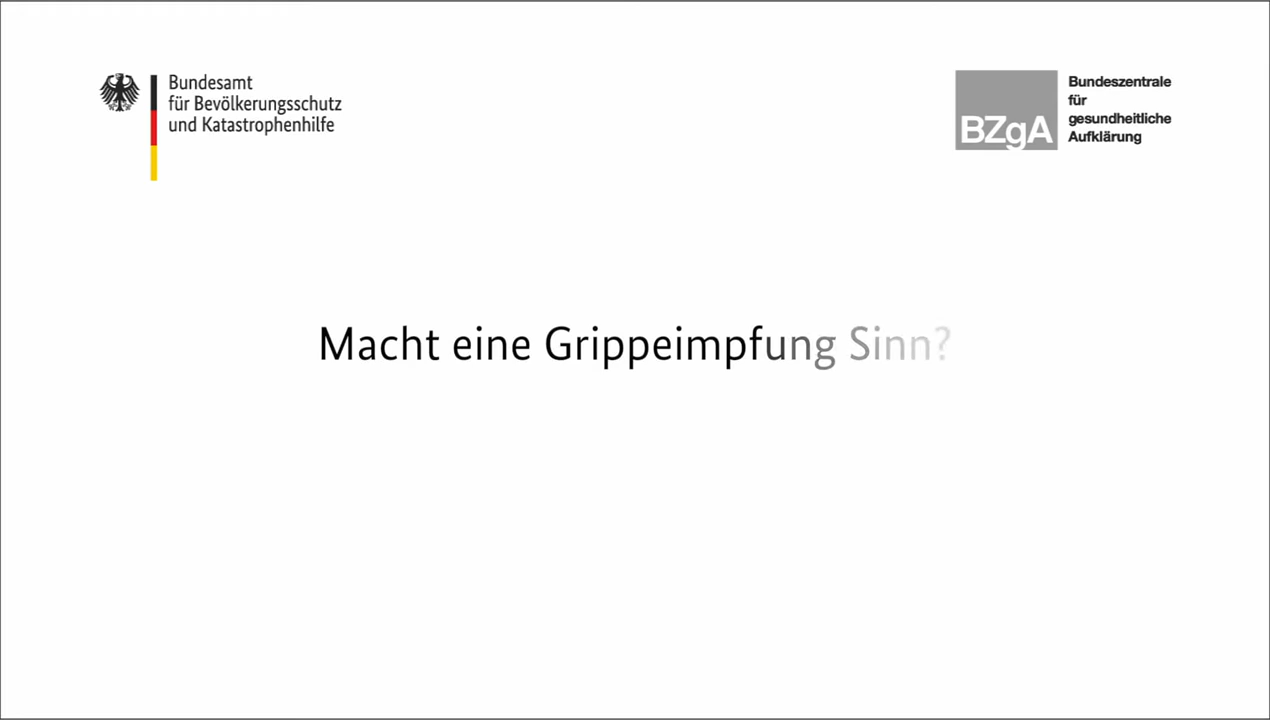 Bundesamt
für Bevölkerungsschutz
und Katastrophenhilfe
BZgA
Bundeszentrale
für
gesundheitliche
Aufklärung
Macht eine Grippeimpfung Sinn?